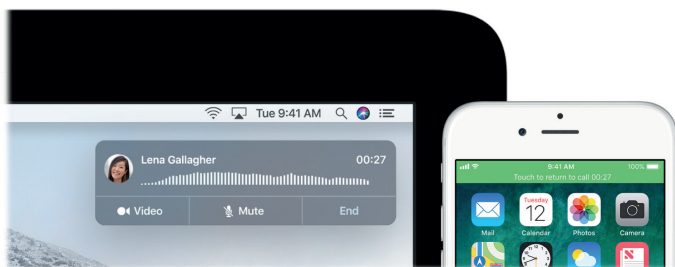 Tue 9:41 AM
Lena Gallagher
00:27
Video
Mute
End
9:41 AM
100%
Touch to return to call 00:27
Tuesday
12
Mail
Calendar
Photos
Camera
N